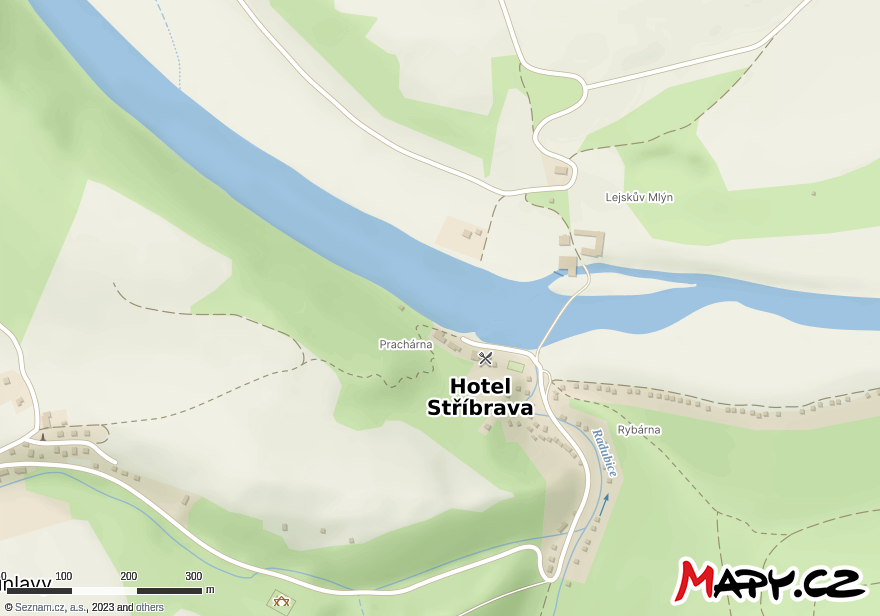 Lejskův Mlýn
Prachárna
Hotel
Stříbrava
Rybárna
Radubice
0 100 200 300 m
MAPY.CZ
© Seznam.cz, a.s., 2023 and others